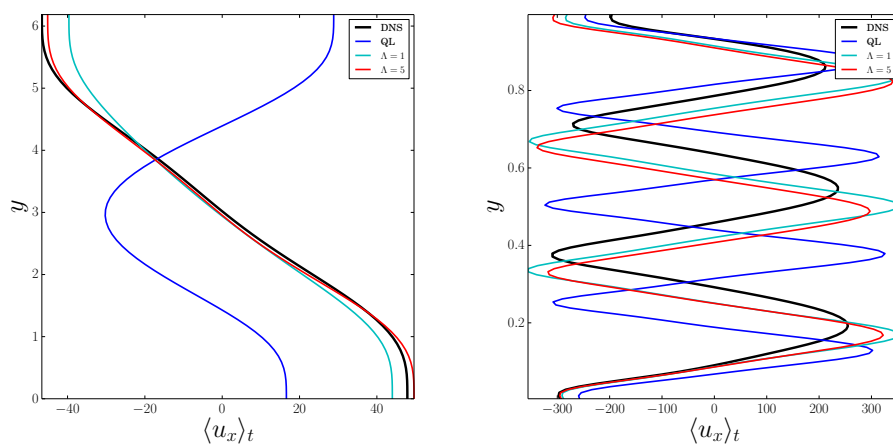 6
5
4
3
2
1
0
y
−40
−20
0
20
40
⟨u_x⟩_t
DNS
QL
Λ = 1
Λ = 5
0.8
0.6
0.4
0.2
y
−300
−200
−100
0
100
200
300
⟨u_x⟩_t
DNS
QL
Λ = 1
Λ = 5